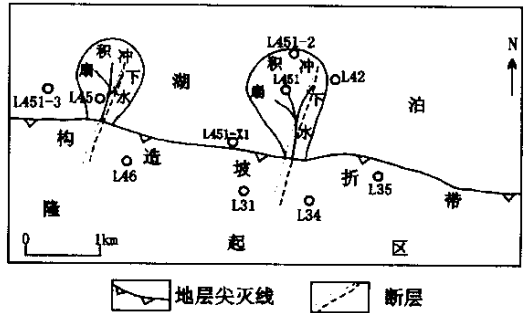 N
积 冲
扇 下
水
湖
积 冲
扇 下
水
泊
L451-2
L451
L42
L451-3
L45
构 造 坡 折 带
L451-X1
L46
L31
L34
L35
隆 起 区
0 1km
地层尖灭线
断层